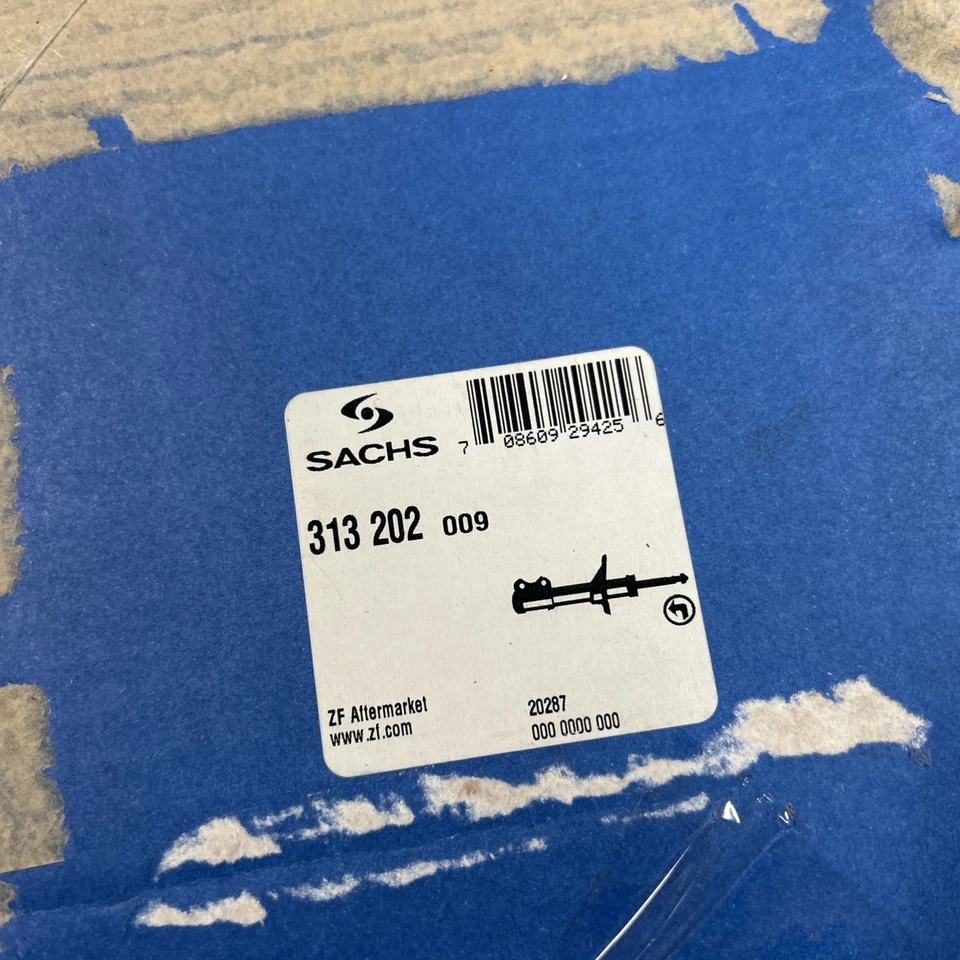 SACHS
7 08609 29425 6
313 202 009
ZF Aftermarket
www.zf.com
20287
000 0000 000